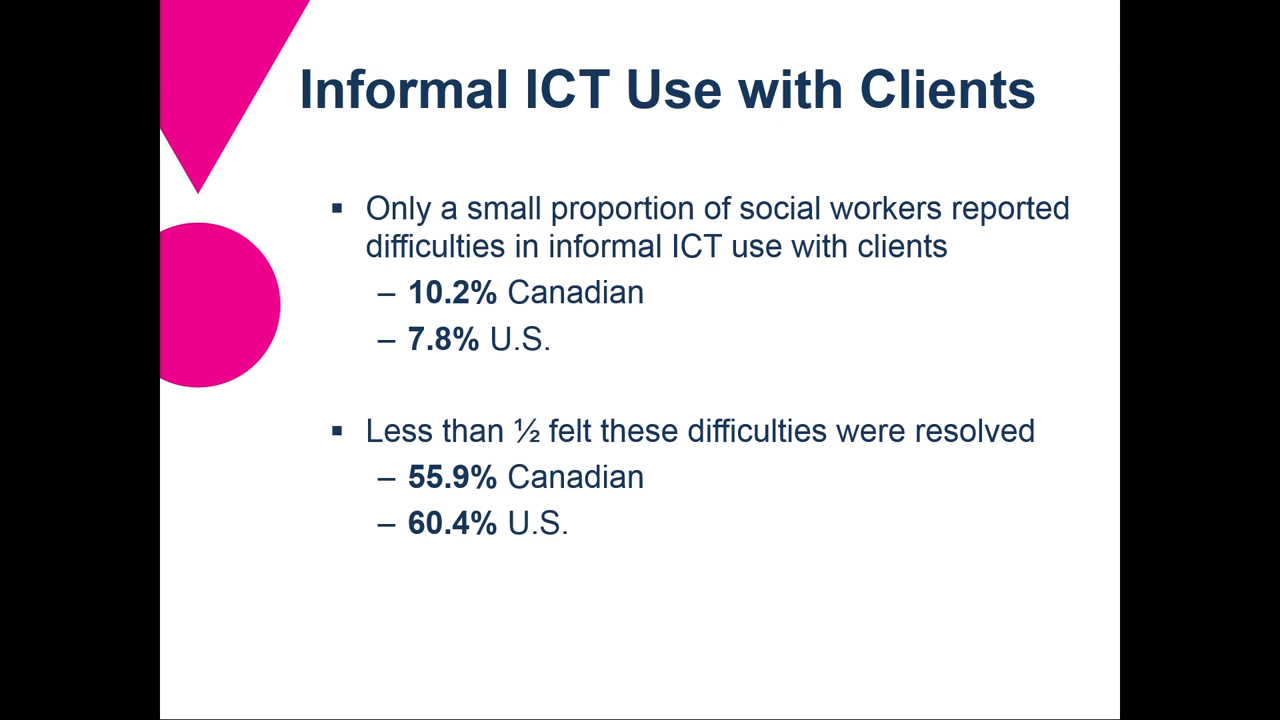 Informal ICT Use with Clients
▪ Only a small proportion of social workers reported
difficulties in informal ICT use with clients
– 10.2% Canadian
– 7.8% U.S.
▪ Less than ½ felt these difficulties were resolved
– 55.9% Canadian
– 60.4% U.S.